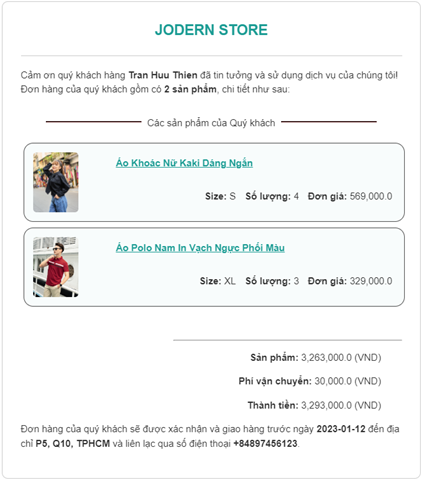 JODERN STORE
Cảm ơn quý khách hàng Tran Huu Thien đã tin tưởng và sử dụng dịch vụ của chúng tôi!
Đơn hàng của quý khách gồm có 2 sản phẩm, chi tiết như sau:
Các sản phẩm của Quý khách
Áo Khoác Nữ Kaki Dáng Ngắn
Size: S Số lượng: 4 Đơn giá: 569,000.0
Áo Polo Nam In Vạch Ngực Phối Màu
Size: XL Số lượng: 3 Đơn giá: 329,000.0
Sản phẩm: 3,263,000.0 (VND)
Phí vận chuyển: 30,000.0 (VND)
Thành tiền: 3,293,000.0 (VND)
Đơn hàng của quý khách sẽ được xác nhận và giao hàng trước ngày 2023-01-12 đến địa
chỉ P5, Q10, TPHCM và liên lạc qua số điện thoại +84897456123.